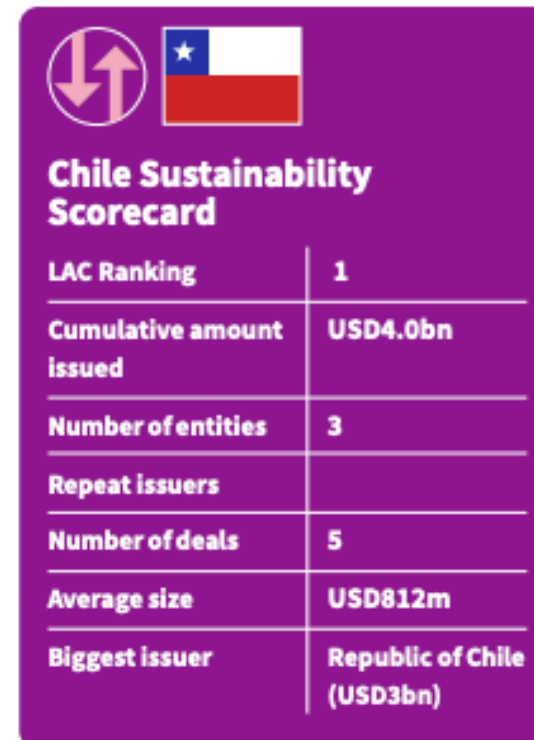 Chile Sustainability
Scorecard
LAC Ranking 1
Cumulative amount USD4.0bn
issued
Number of entities 3
Repeat issuers
Number of deals 5
Average size USD812m
Biggest issuer Republic of Chile
(USD3bn)